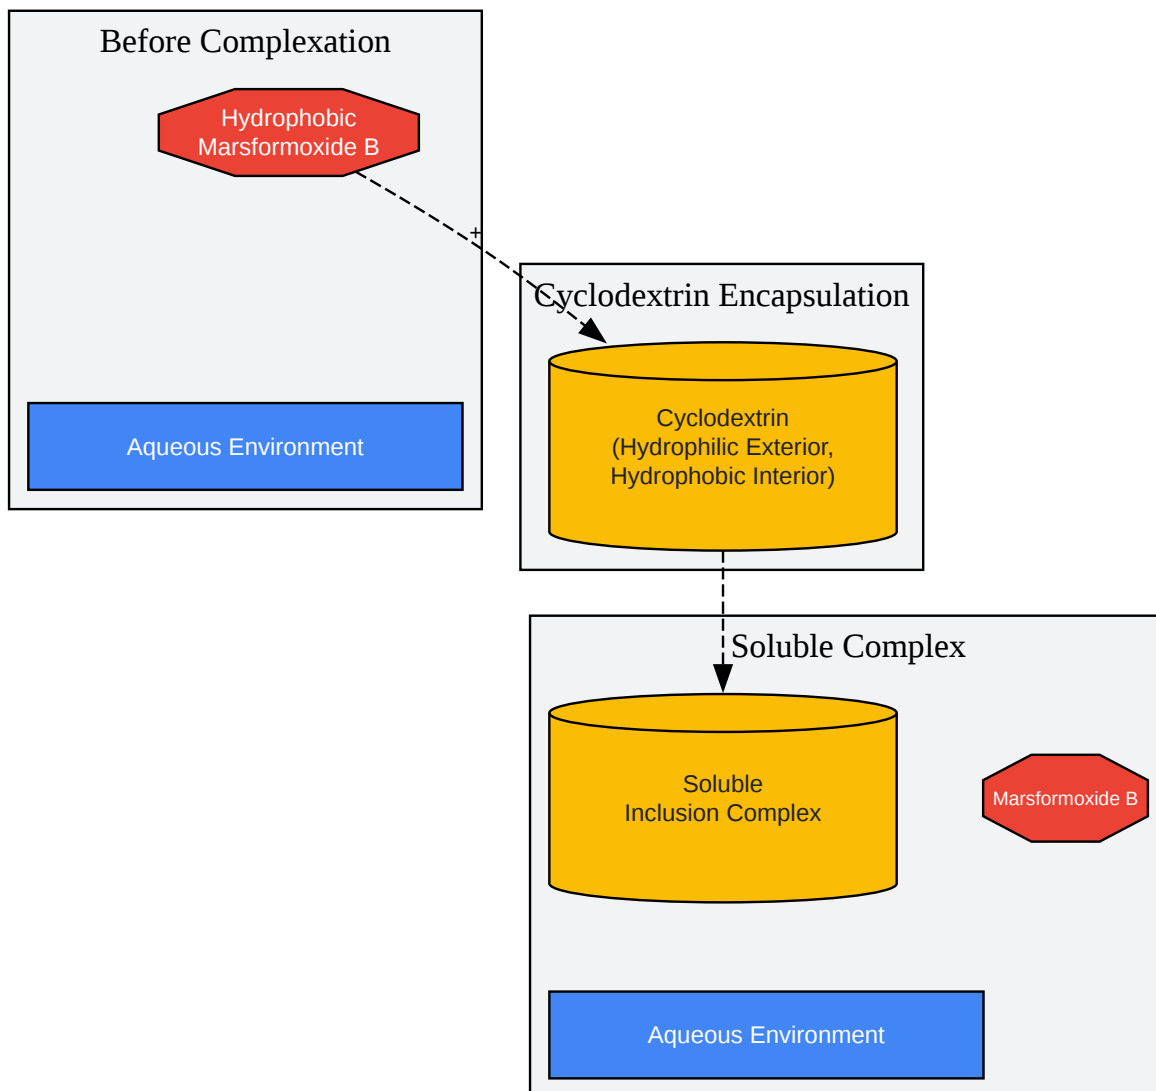 Before Complexation
Hydrophobic
Marsformoxide B
+
Aqueous Environment
Cyclodextrin Encapsulation
Cyclodextrin
(Hydrophilic Exterior,
Hydrophobic Interior)
Soluble Complex
Soluble
Inclusion Complex
Marsformoxide B
Aqueous Environment